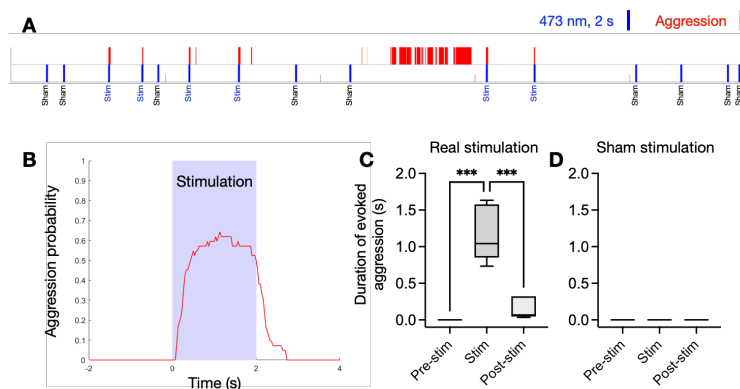 A
473 nm, 2 s
Aggression
Sham
Sham
Stim
Stim
Sham
Stim
Stim
Sham
Sham
Stim
Stim
Sham
Sham
Sham
Sham
B
Aggression probability
1
0.9
0.8
0.7
0.6
0.5
0.4
0.3
0.2
0.1
0
Stimulation
-2
0
2
4
Time (s)
C
Real stimulation
Duration of evoked
aggression (s)
2.0
1.5
1.0
0.5
0.0
***
***
Pre-stim
Stim
Post-stim
D
Sham stimulation
2.0
1.5
1.0
0.5
0.0
Pre-stim
Stim
Post-stim